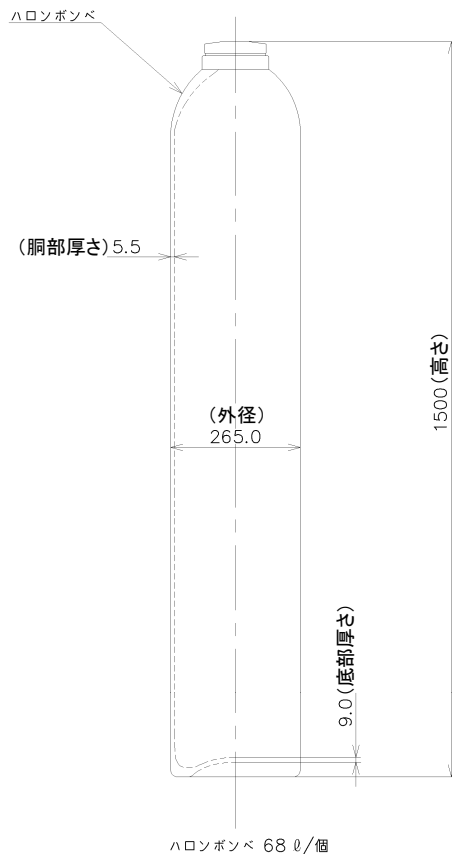 ハロンボンベ
(胴部厚さ)5.5
(外径)
265.0
1500(高さ)
9.0(底部厚さ)
ハロンボンベ 68 ℓ/個